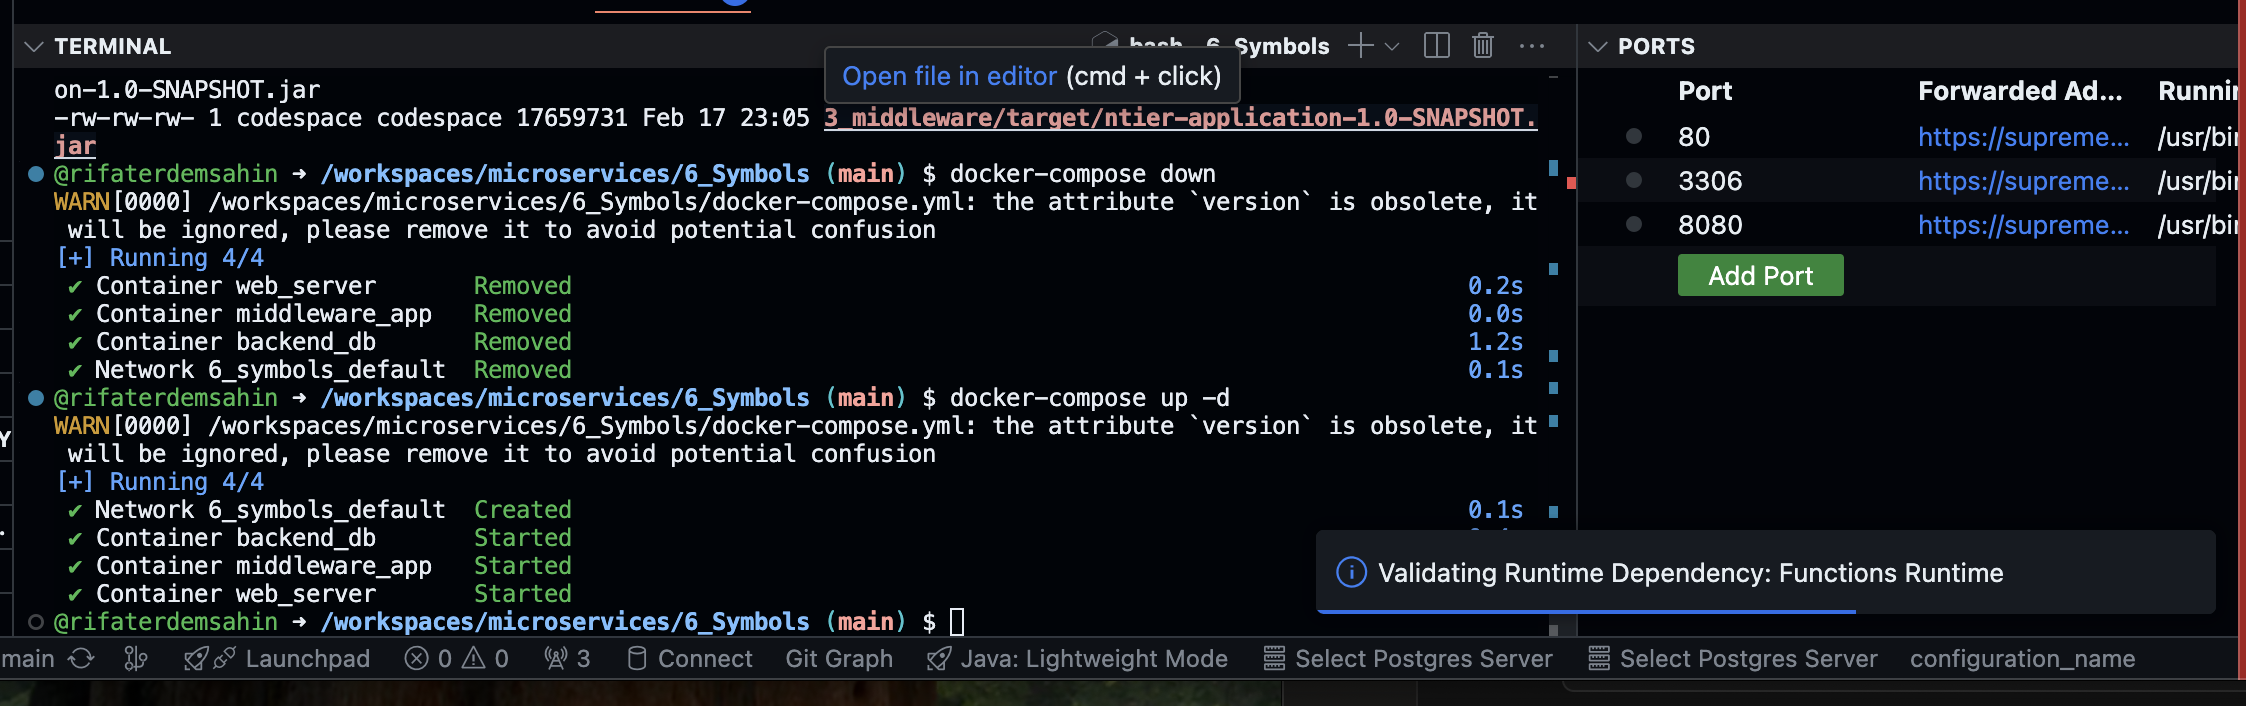 TERMINAL
bash - 6_Symbols
PORTS
Open file in editor (cmd + click)
on-1.0-SNAPSHOT.jar
-rw-rw-rw- 1 codespace codespace 17659731 Feb 17 23:05 3_middleware/target/ntier-application-1.0-SNAPSHOT.
jar
@rifaterdemsahin ➜ /workspaces/microservices/6_Symbols (main) $ docker-compose down
WARN[0000] /workspaces/microservices/6_Symbols/docker-compose.yml: the attribute `version` is obsolete, it
will be ignored, please remove it to avoid potential confusion
[+] Running 4/4
✔ Container web_server Removed 0.2s
✔ Container middleware_app Removed 0.0s
✔ Container backend_db Removed 1.2s
✔ Network 6_symbols_default Removed 0.1s
@rifaterdemsahin ➜ /workspaces/microservices/6_Symbols (main) $ docker-compose up -d
WARN[0000] /workspaces/microservices/6_Symbols/docker-compose.yml: the attribute `version` is obsolete, it
will be ignored, please remove it to avoid potential confusion
[+] Running 4/4
✔ Network 6_symbols_default Created 0.1s
✔ Container backend_db Started
✔ Container middleware_app Started
✔ Container web_server Started
@rifaterdemsahin ➜ /workspaces/microservices/6_Symbols (main) $
Port Forwarded Ad... Runnin
80 https://supreme... /usr/bin
3306 https://supreme... /usr/bin
8080 https://supreme... /usr/bin
Add Port
Validating Runtime Dependency: Functions Runtime
main Launchpad 0 0 3 Connect Git Graph Java: Lightweight Mode Select Postgres Server Select Postgres Server configuration_name